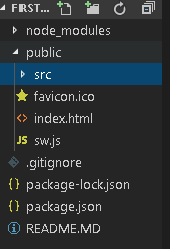 FIRST...
node_modules
public
src
favicon.ico
index.html
sw.js
.gitignore
package-lock.json
package.json
README.MD